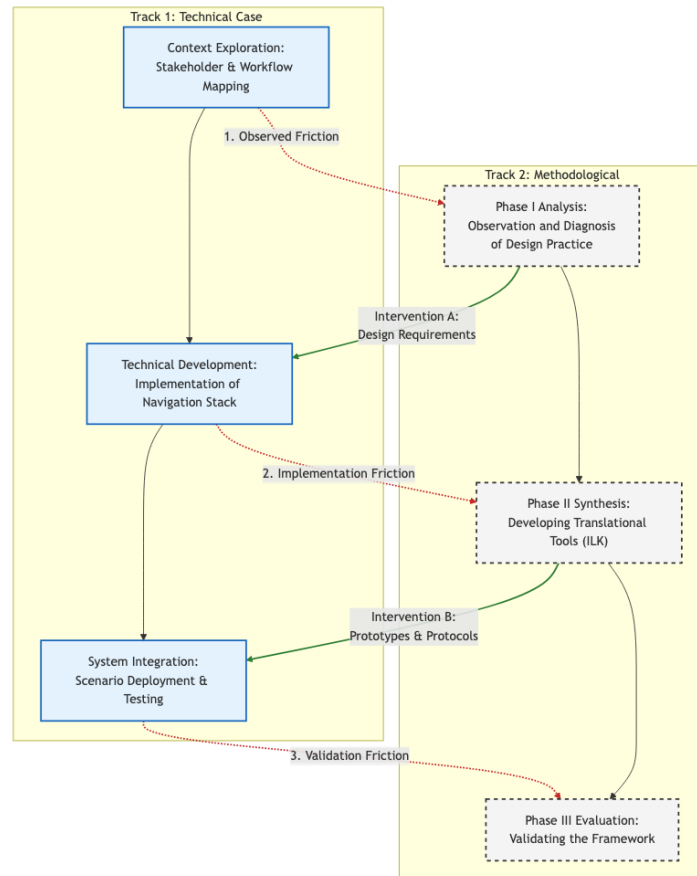 Track 1: Technical Case
Context Exploration:
Stakeholder & Workflow
Mapping
1. Observed Friction
Track 2: Methodological
Phase I Analysis:
Observation and Diagnosis
of Design Practice
Intervention A:
Design Requirements
Technical Development:
Implementation of
Navigation Stack
2. Implementation Friction
Phase II Synthesis:
Developing Translational
Tools (ILK)
Intervention B:
Prototypes & Protocols
System Integration:
Scenario Deployment &
Testing
3. Validation Friction
Phase III Evaluation:
Validating the Framework